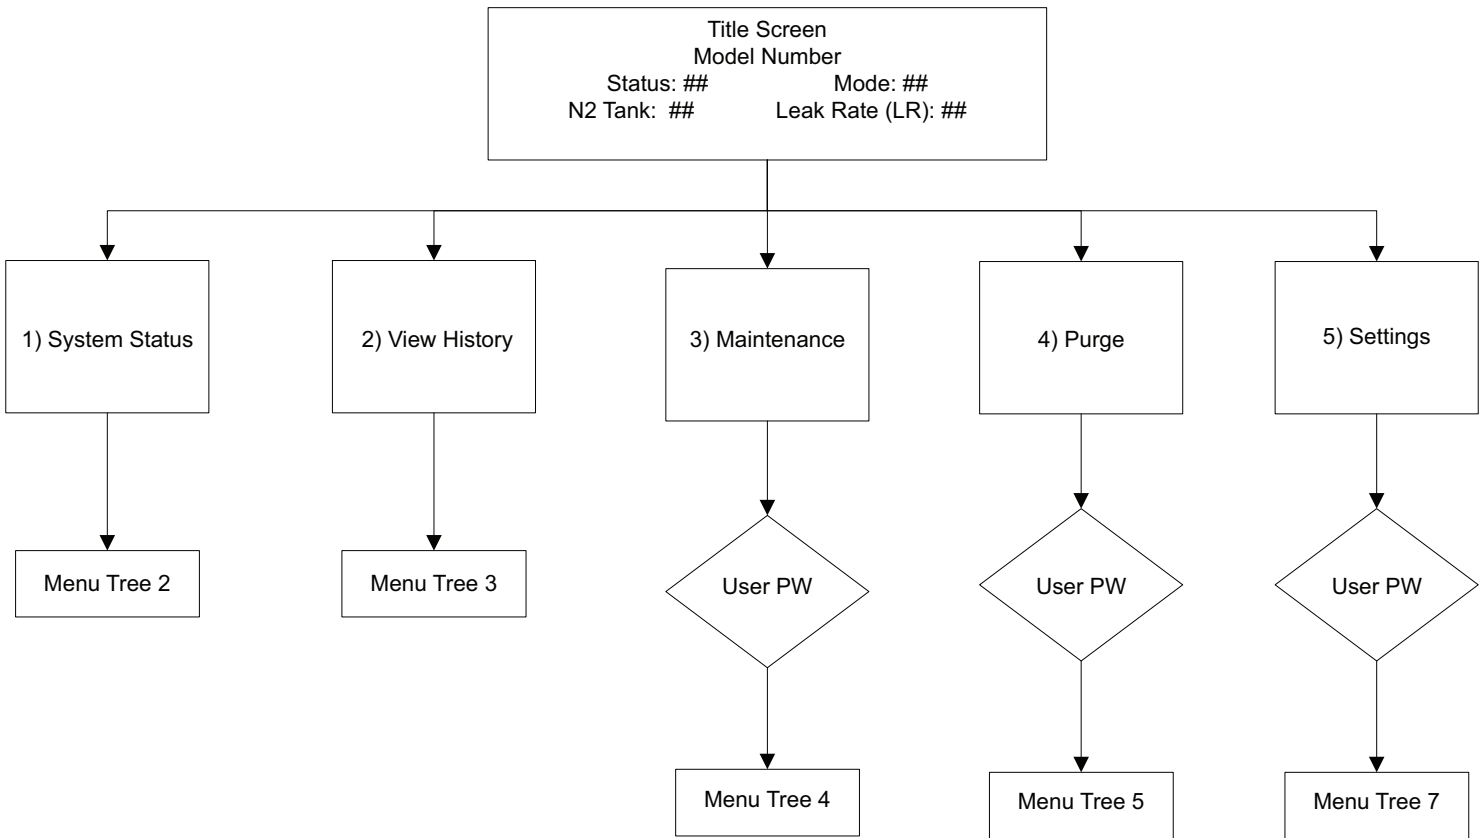 Title Screen
Model Number
Status: ## Mode: ##
N2 Tank: ## Leak Rate (LR): ##
1) System Status
2) View History
3) Maintenance
4) Purge
5) Settings
Menu Tree 2
Menu Tree 3
User PW
User PW
User PW
Menu Tree 4
Menu Tree 5
Menu Tree 7